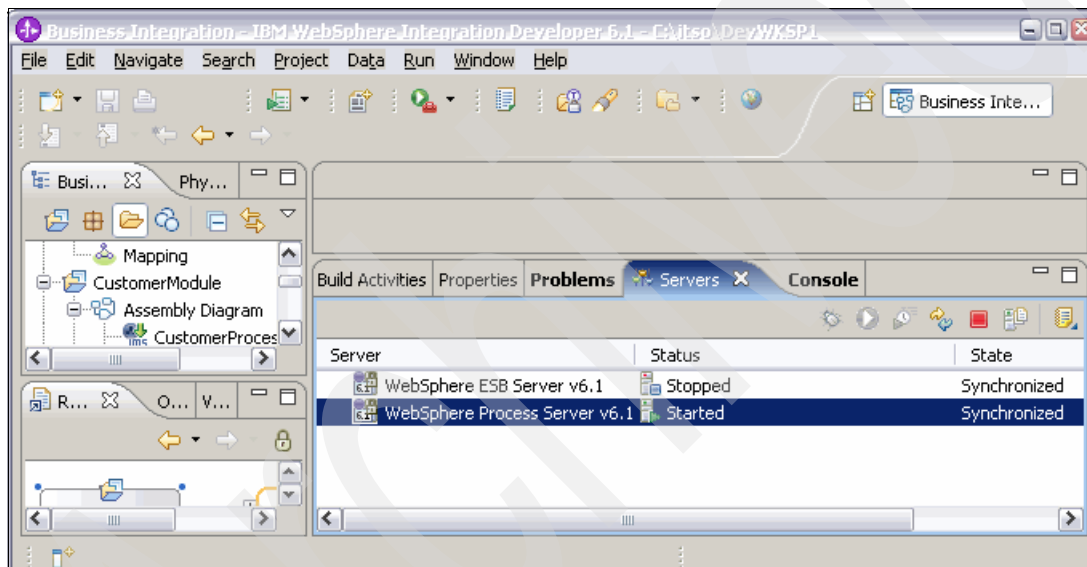 Business Integration - IBM WebSphere Integration Developer 6.1 - C:\itso\DevWKSP1
File Edit Navigate Search Project Data Run Window Help
Business Inte...
Busi... Phy...
Mapping
CustomerModule
Assembly Diagram
CustomerProces
Build Activities Properties Problems Servers Console
Server Status State
WebSphere ESB Server v6.1 Stopped Synchronized
WebSphere Process Server v6.1 Started Synchronized
R... O... V...